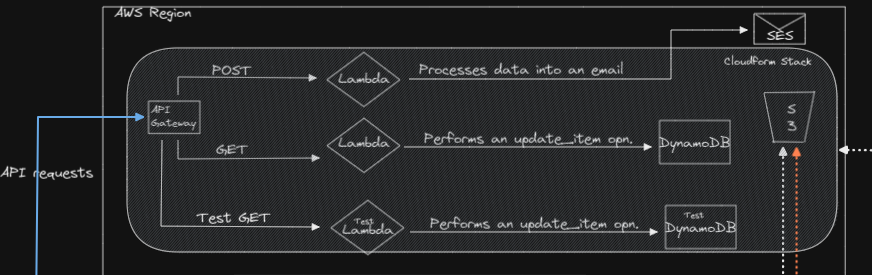 AWS Region
SES
Cloudform Stack
POST
Lambda
Processes data into an email
API
Gateway
S
3
GET
Lambda
Performs an update_item opn.
DynamoDB
API requests
Test GET
Test
Lambda
Performs an update_item opn.
Test
DynamoDB